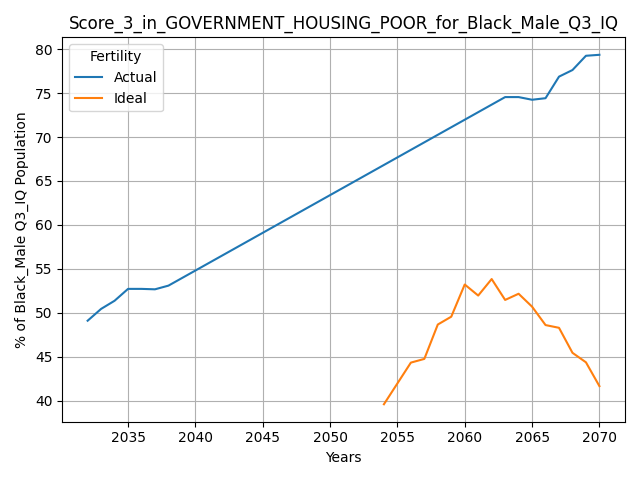 Score_3_in_GOVERNMENT_HOUSING_POOR_for_Black_Male_Q3_IQ
Fertility
Actual
Ideal
% of Black_Male Q3_IQ Population
80
75
70
65
60
55
50
45
40
2035 2040 2045 2050 2055 2060 2065 2070
Years